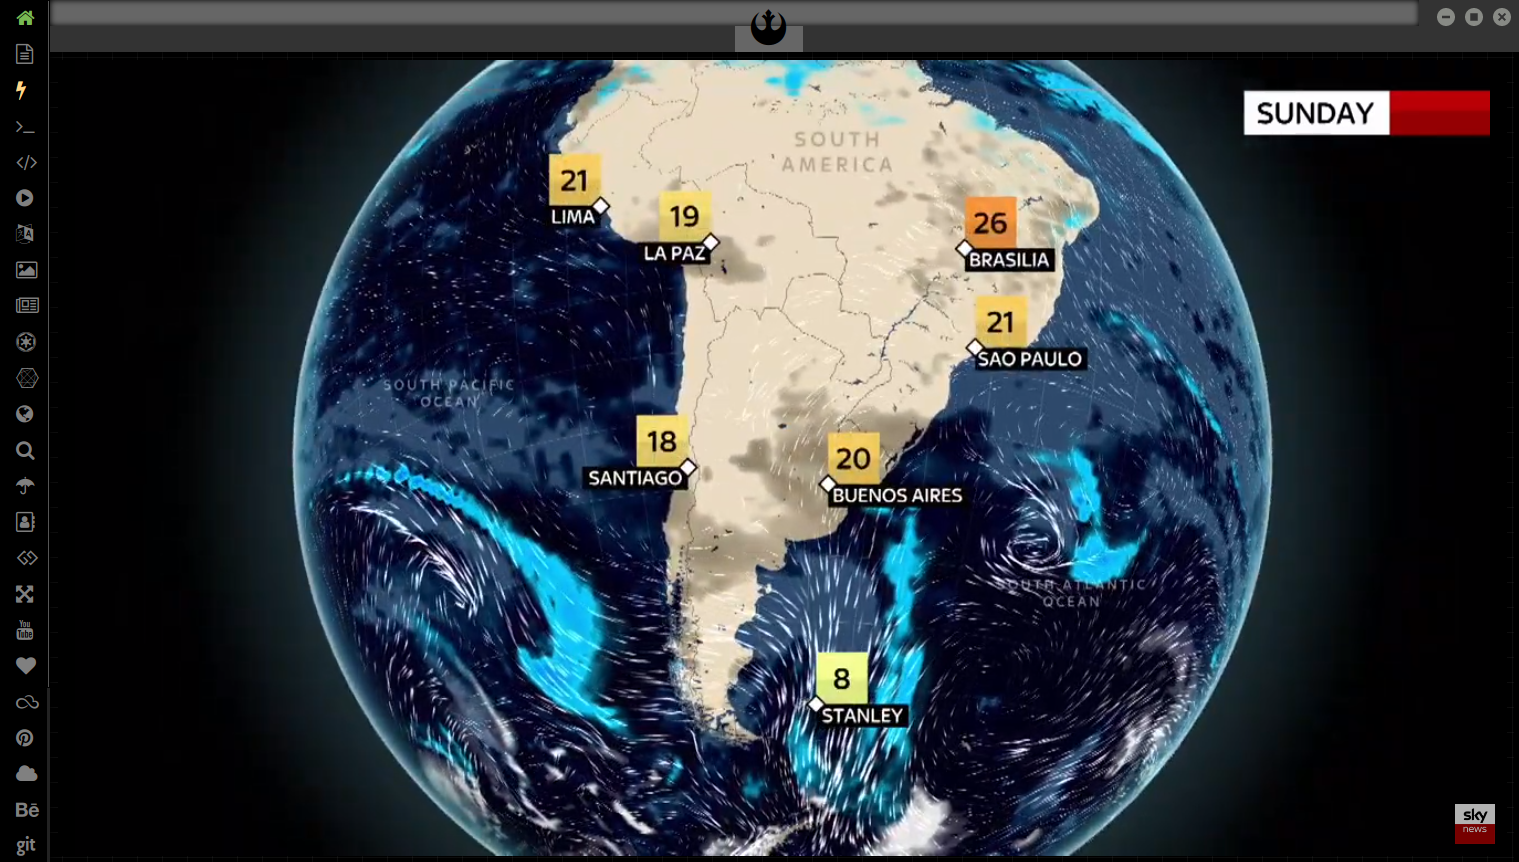 SUNDAY
SOUTH
AMERICA
21
LIMA
19
LA PAZ
26
BRASILIA
21
SAO PAULO
SOUTH PACIFIC
OCEAN
18
SANTIAGO
20
BUENOS AIRES
SOUTH ATLANTIC
OCEAN
8
STANLEY
sky
news
You
Tube
Bē
git